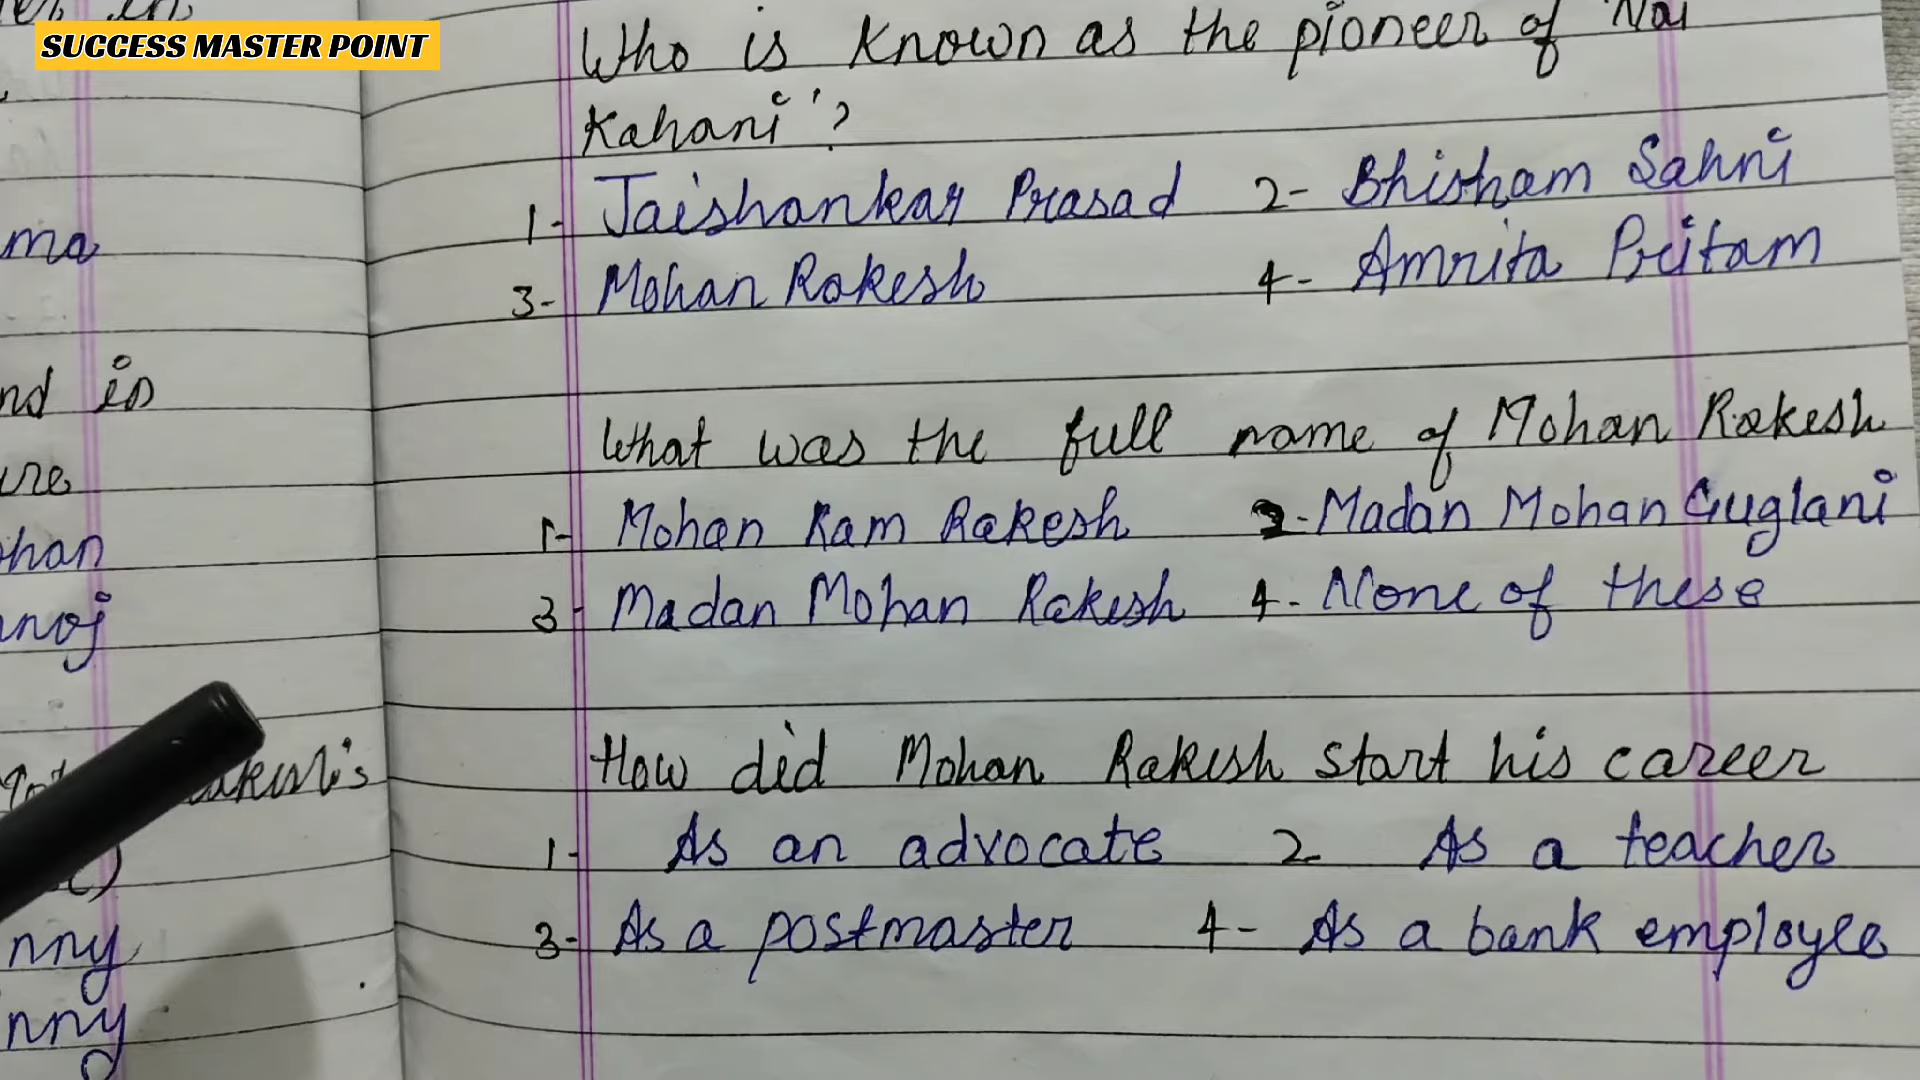 SUCCESS MASTER POINT
ma
nd is
ure
ohan
anoj
nny
nny
Who is known as the pioneer of 'Nai
Kahani'?
1- Jaishankar Prasad 2- Bhisham Sahni
3- Mohan Rakesh 4- Amrita Pritam
What was the full name of Mohan Rakesh
1- Mohan Ram Rakesh 2- Madan Mohan Guglani
3- Madan Mohan Rakesh 4- None of these
How did Mohan Rakesh start his career
1- As an advocate 2 As a teacher
3- As a postmaster 4- As a bank employee